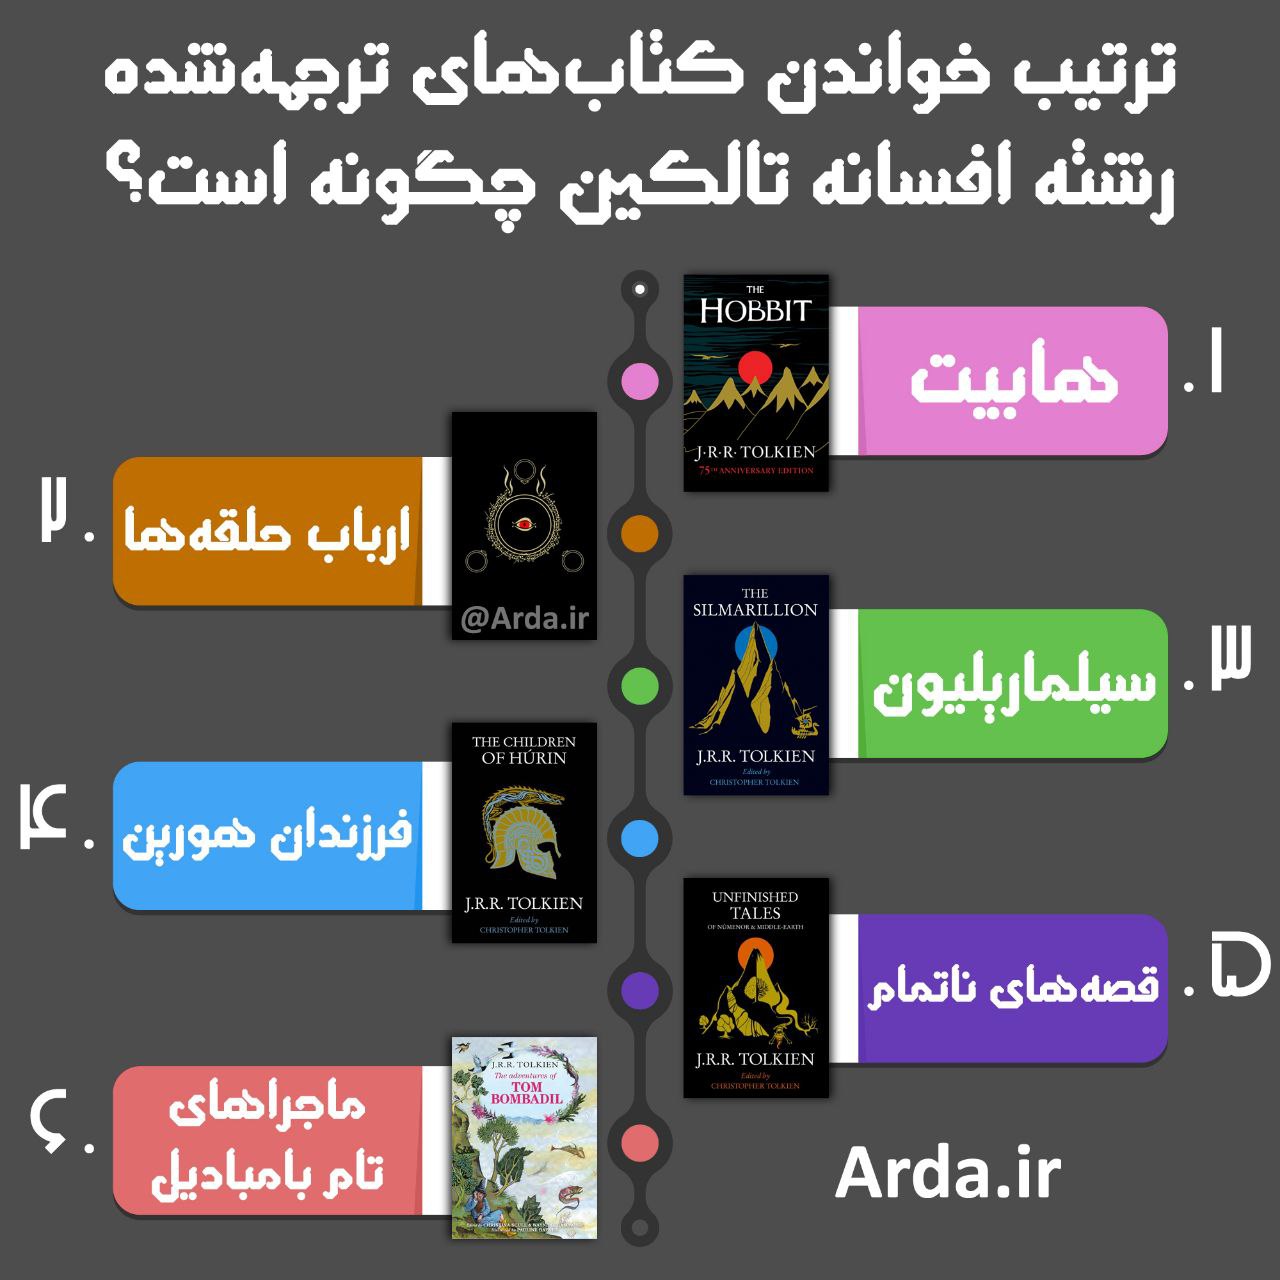 ترتیب خواندن کتاب‌های ترجمه‌شده
رشته افسانه تالکین چگونه است؟
۱.
هابیت
THE
HOBBIT
J·R·R·TOLKIEN
75TH ANNIVERSARY EDITION
۲.
ارباب حلقه‌ها
@Arda.ir
۳.
سیلماریلیون
THE
SILMARILLION
J.R.R. TOLKIEN
Edited by
CHRISTOPHER TOLKIEN
۴.
فرزندان هورین
THE CHILDREN
OF HÚRIN
J.R.R. TOLKIEN
Edited by
CHRISTOPHER TOLKIEN
۵.
قصه‌های ناتمام
UNFINISHED
TALES
OF NÚMENOR & MIDDLE-EARTH
J.R.R. TOLKIEN
Edited by
CHRISTOPHER TOLKIEN
۶.
ماجراهای
تام بامبادیل
J.R.R. TOLKIEN
The adventures of
TOM
BOMBADIL
Arda.ir